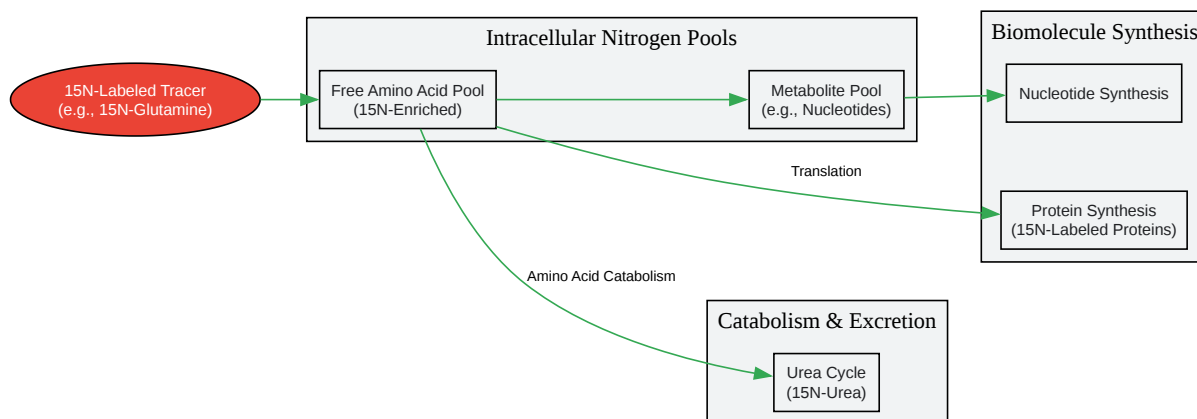 Intracellular Nitrogen Pools
Biomolecule Synthesis
15N-Labeled Tracer
(e.g., 15N-Glutamine)
Free Amino Acid Pool
(15N-Enriched)
Metabolite Pool
(e.g., Nucleotides)
Nucleotide Synthesis
Translation
Protein Synthesis
(15N-Labeled Proteins)
Amino Acid Catabolism
Catabolism & Excretion
Urea Cycle
(15N-Urea)